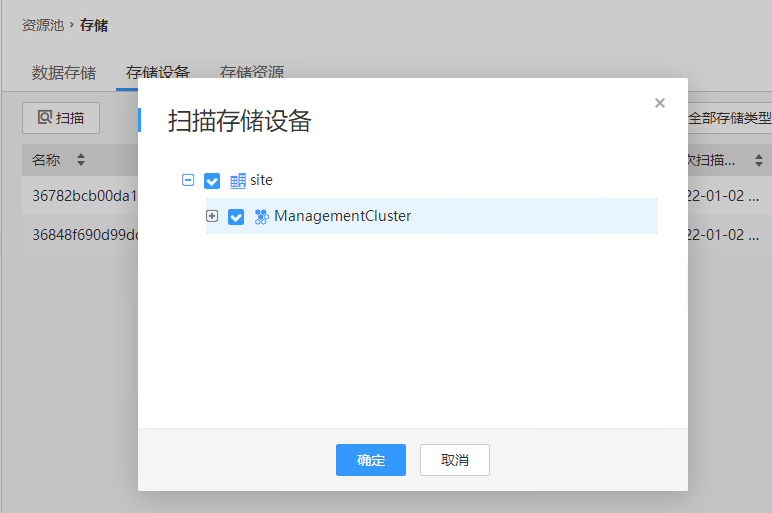 资源池 › 存储
数据存储 存储设备 存储资源
扫描 全部存储类型
扫描存储设备
名称 次扫描...
site
36782bcb00da1 22-01-02 ...
ManagementCluster
36848f690d99d 22-01-02 ...
确定 取消